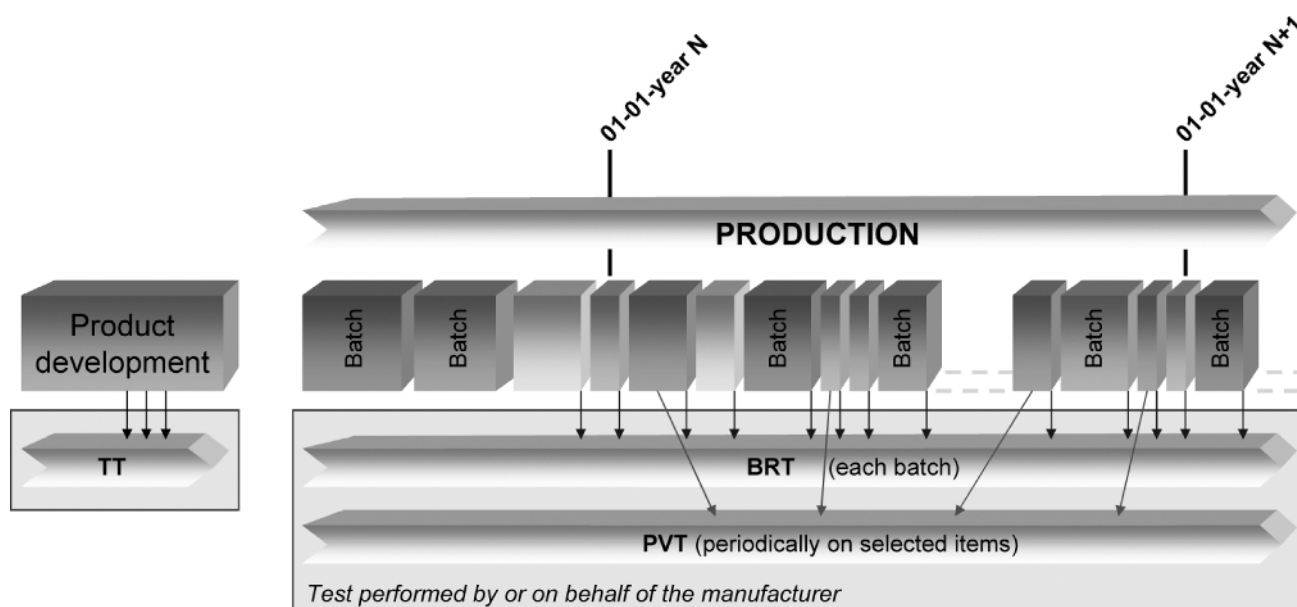 01-01-year N
01-01-year N+1
PRODUCTION
Product
development
Batch
Batch
Batch
Batch
Batch
Batch
TT
BRT (each batch)
PVT (periodically on selected items)
Test performed by or on behalf of the manufacturer